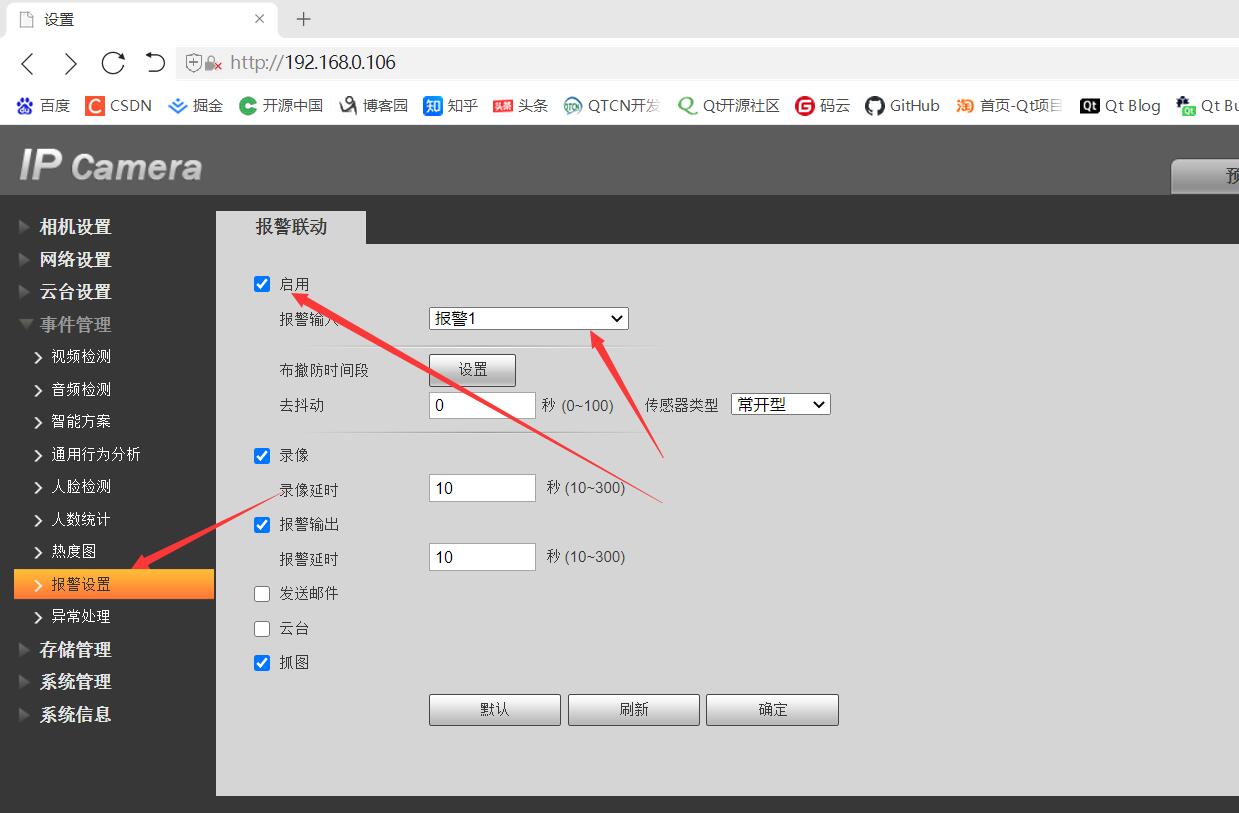 设置
http://192.168.0.106
百度 CSDN 掘金 开源中国 博客园 知乎 头条 QTCN开发 Qt开源社区 码云 GitHub 首页-Qt项目 Qt Blog Qt Bu
IP Camera
预
相机设置
网络设置
云台设置
事件管理
视频检测
音频检测
智能方案
通用行为分析
人脸检测
人数统计
热度图
报警设置
异常处理
存储管理
系统管理
系统信息
报警联动
启用
报警输入 报警1
布撤防时间段 设置
去抖动 0 秒 (0~100) 传感器类型 常开型
录像
录像延时 10 秒 (10~300)
报警输出
报警延时 10 秒 (10~300)
发送邮件
云台
抓图
默认 刷新 确定